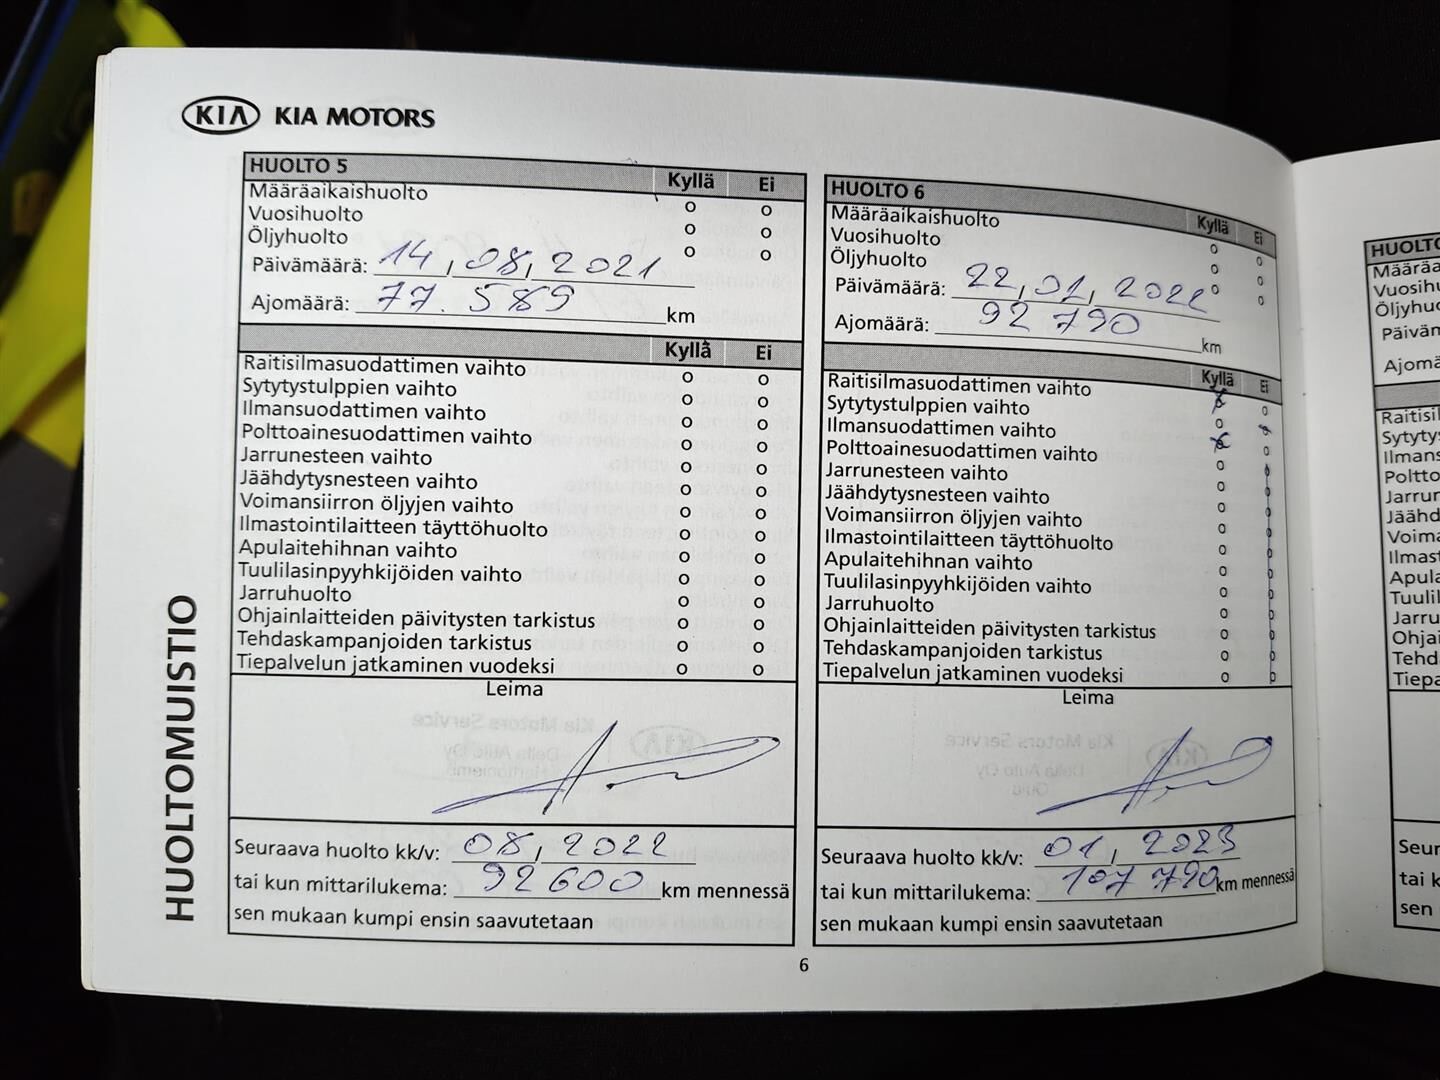 KIA KIA MOTORS
HUOLTOMUISTIO
HUOLTO 5 Kyllä Ei
Määräaikaishuolto o o
Vuosihuolto o o
Öljyhuolto o o
Päivämäärä: 14,08,2021
Ajomäärä: 77.589 km
Kyllä Ei
Raitisilmasuodattimen vaihto o o
Sytytystulppien vaihto o o
Ilmansuodattimen vaihto o o
Polttoainesuodattimen vaihto o o
Jarrunesteen vaihto o o
Jäähdytysnesteen vaihto o o
Voimansiirron öljyjen vaihto o o
Ilmastointilaitteen täyttöhuolto o o
Apulaitehihnan vaihto o o
Tuulilasinpyyhkijöiden vaihto o o
Jarruhuolto o o
Ohjainlaitteiden päivitysten tarkistus o o
Tehdaskampanjoiden tarkistus o o
Tiepalvelun jatkaminen vuodeksi o o
Leima
Seuraava huolto kk/v: 08, 2022
tai kun mittarilukema: 92 600 km mennessä
sen mukaan kumpi ensin saavutetaan
HUOLTO 6 Kyllä Ei
Määräaikaishuolto o o
Vuosihuolto o o
Öljyhuolto o o
Päivämäärä: 22,01,2022
Ajomäärä: 92 790 km
Kyllä Ei
Raitisilmasuodattimen vaihto x o
Sytytystulppien vaihto o
Ilmansuodattimen vaihto x o
Polttoainesuodattimen vaihto o
Jarrunesteen vaihto o
Jäähdytysnesteen vaihto o
Voimansiirron öljyjen vaihto o
Ilmastointilaitteen täyttöhuolto o
Apulaitehihnan vaihto o
Tuulilasinpyyhkijöiden vaihto o
Jarruhuolto o
Ohjainlaitteiden päivitysten tarkistus o
Tehdaskampanjoiden tarkistus o
Tiepalvelun jatkaminen vuodeksi o
Leima
Seuraava huolto kk/v: 01, 2023
tai kun mittarilukema: 107 790 km mennessä
sen mukaan kumpi ensin saavutetaan
6